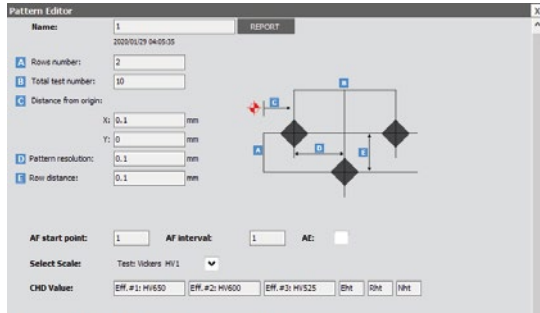 Pattern Editor X
Name: 1 REPORT
2020/01/29 04:05:35
A Rows number: 2
B Total test number: 10
C Distance from origin:
X: 0.1 mm
Y: 0 mm
D Pattern resolution: 0.1 mm
E Row distance: 0.1 mm
B
C
A
D
E
AF start point: 1 AF interval: 1 AE:
Select Scale: Test: Vickers HV1
CHD Value: Eff.#1: HV650 Eff.#2: HV600 Eff.#3: HV525 Eht Rht Nht